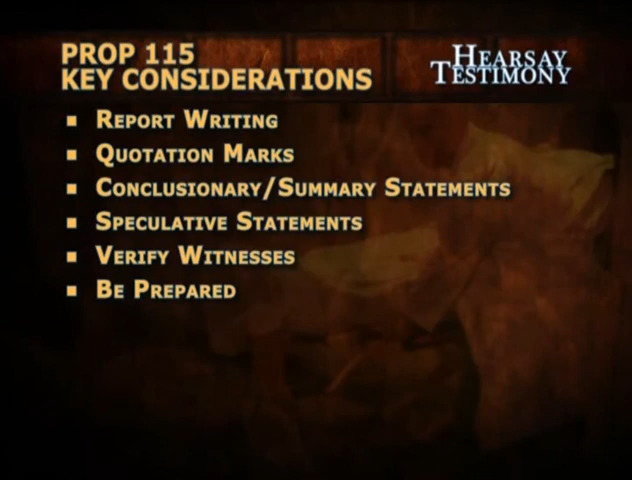 PROP 115
KEY CONSIDERATIONS
HEARSAY
TESTIMONY
▪ REPORT WRITING
▪ QUOTATION MARKS
▪ CONCLUSIONARY/SUMMARY STATEMENTS
▪ SPECULATIVE STATEMENTS
▪ VERIFY WITNESSES
▪ BE PREPARED